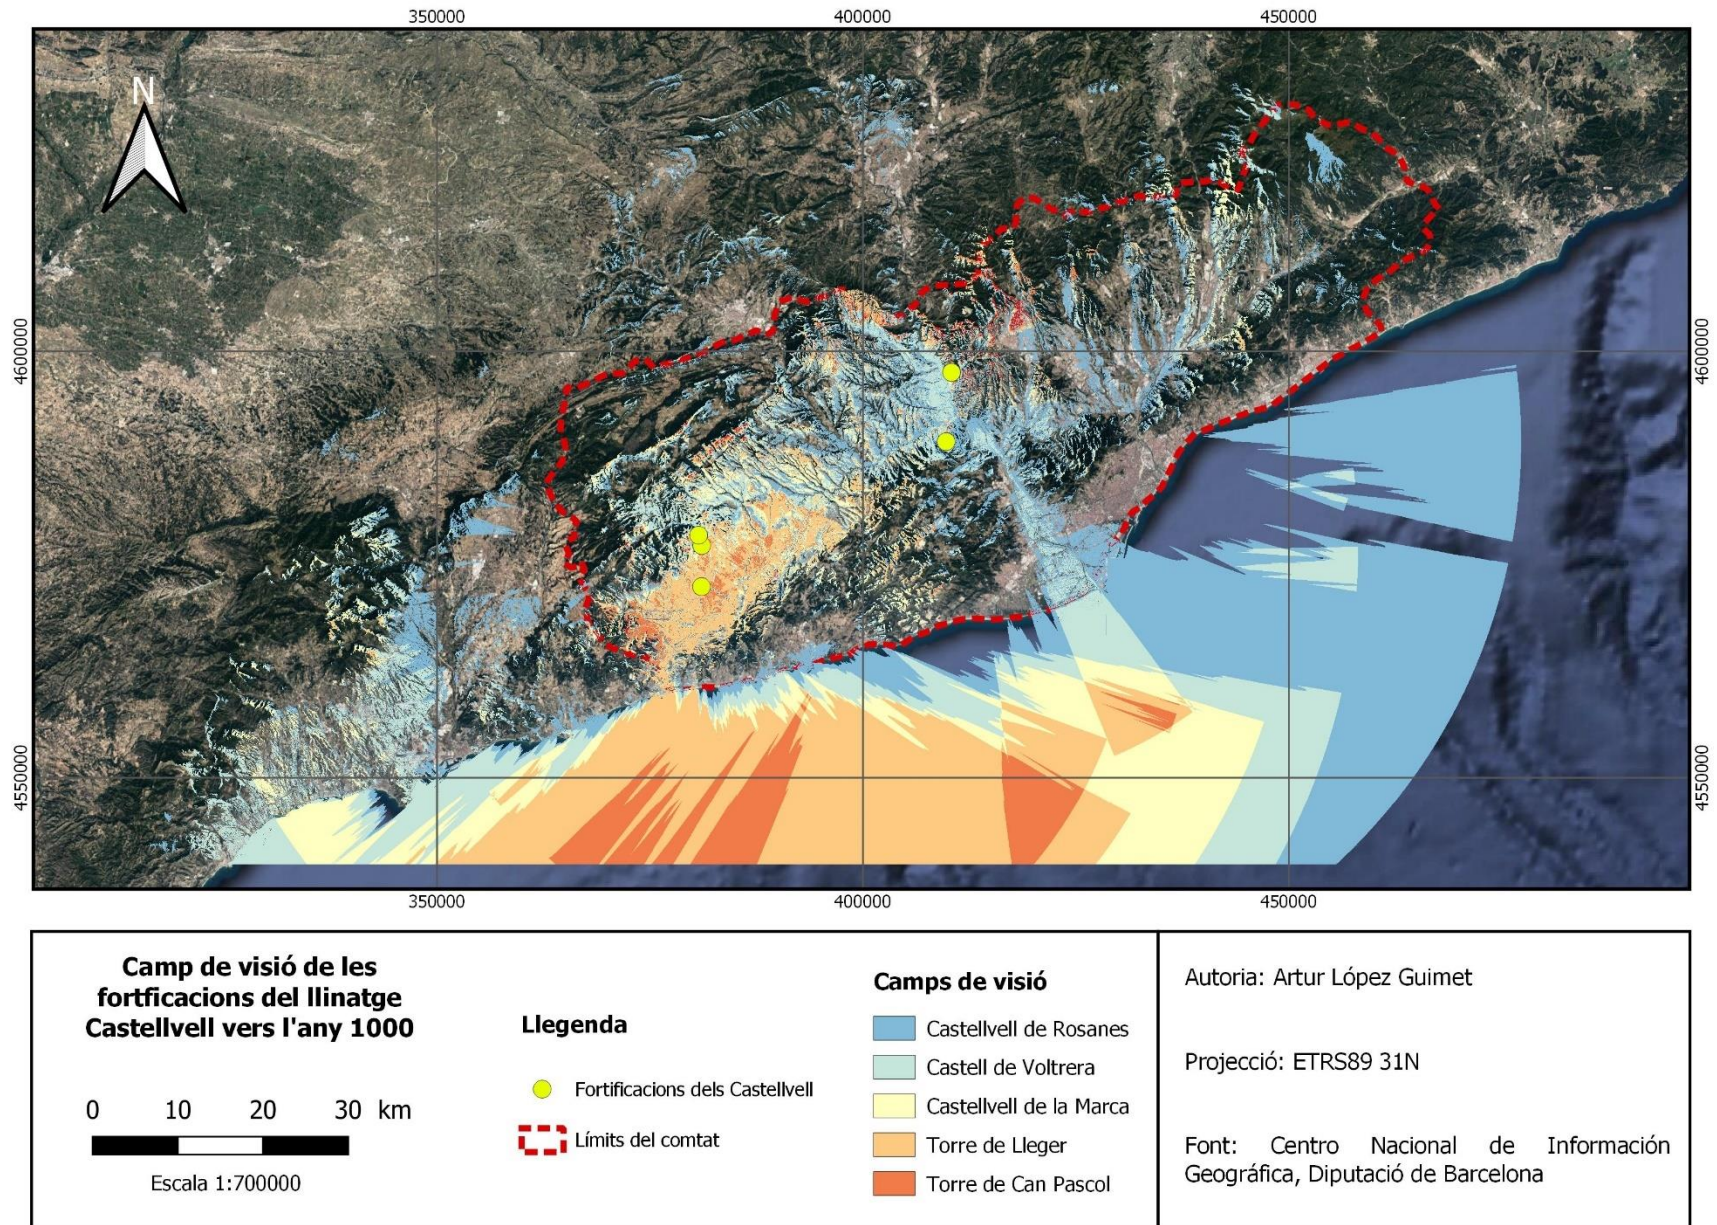 350000 400000 450000
N
4600000 4600000
4550000 4550000
350000 400000 450000
Camp de visió de les
fortficacions del llinatge
Castellvell vers l'any 1000
0 10 20 30 km
Escala 1:700000
Llegenda
Fortificacions dels Castellvell
Límits del comtat
Camps de visió
Castellvell de Rosanes
Castell de Voltrera
Castellvell de la Marca
Torre de Lleger
Torre de Can Pascol
Autoria: Artur López Guimet
Projecció: ETRS89 31N
Font: Centro Nacional de Información
Geográfica, Diputació de Barcelona